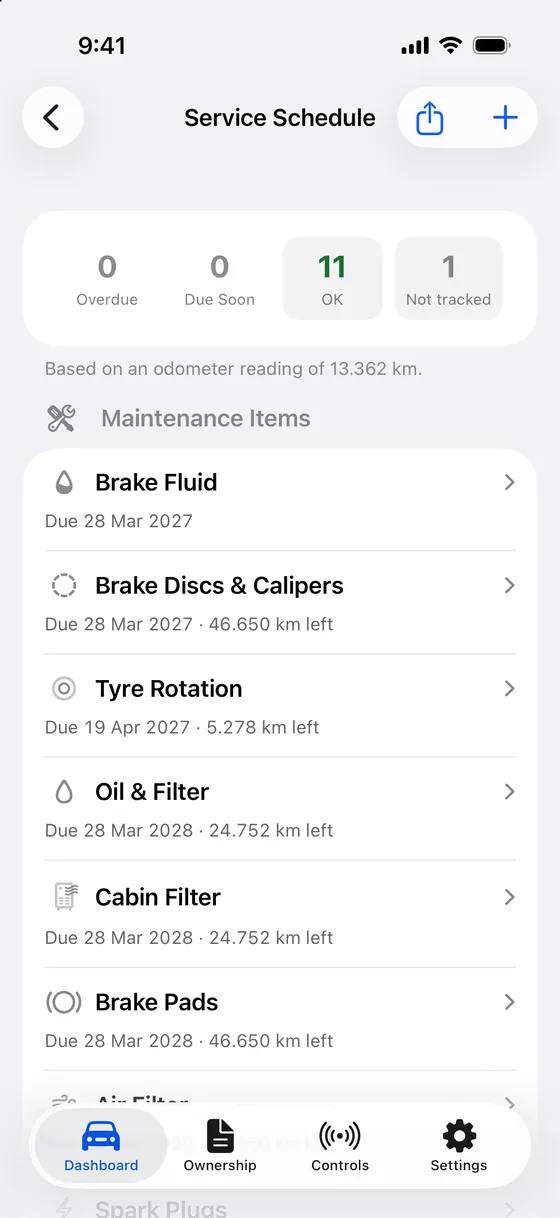 9:41
Service Schedule
0
Overdue
0
Due Soon
11
OK
1
Not tracked
Based on an odometer reading of 13.362 km.
Maintenance Items
Brake Fluid
Due 28 Mar 2027
Brake Discs & Calipers
Due 28 Mar 2027 · 46.650 km left
Tyre Rotation
Due 19 Apr 2027 · 5.278 km left
Oil & Filter
Due 28 Mar 2028 · 24.752 km left
Cabin Filter
Due 28 Mar 2028 · 24.752 km left
Brake Pads
Due 28 Mar 2028 · 46.650 km left
Air Filter
Dashboard
Ownership
Controls
Settings
Spark Plugs